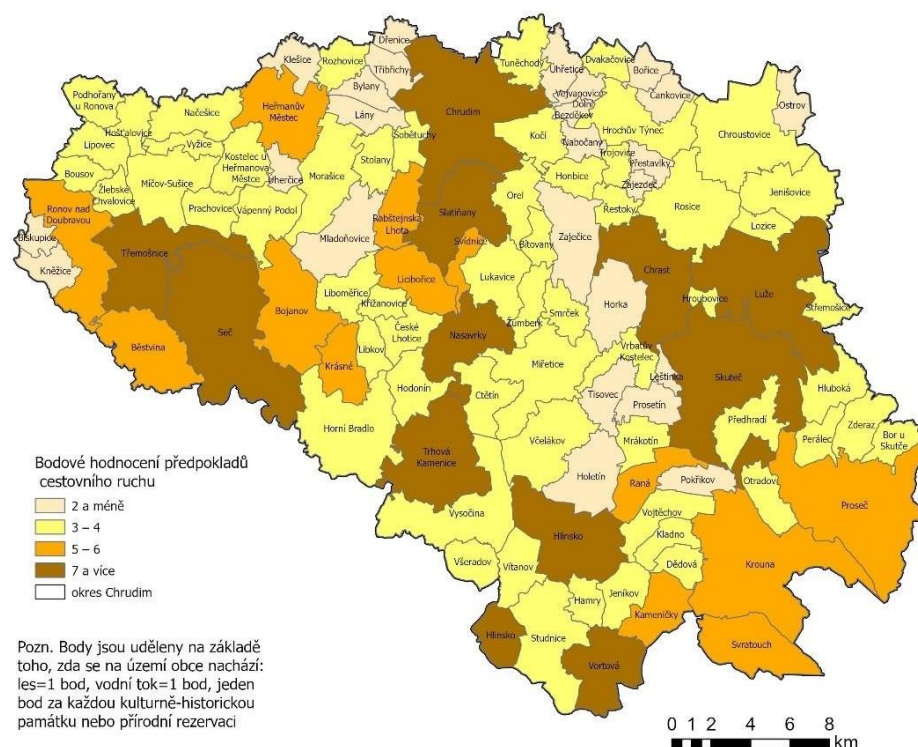 Dřenice
Klešice
Rozhovice
Třibřichy
Bylany
Tuněchody
Úhřetice
Dvakačovice
Bořice
Vejvanovice
Cankovice
Ostrov
Podhořany
u Ronova
Načešice
Heřmanův
Městec
Chrudim
Dolní
Bezděkov
Lány
Hošťalovice
Lipovec
Vyžice
Sobětuchy
Kočí
Nabočany
Hrochův Týnec
Chroustovice
Trojovice
Přestavlky
Stolany
Kostelec u
Heřmanova
Městce
Úherčice
Morašice
Bousov
Míčov-Sušice
Honbice
Zájezdec
Jenišovice
Žlebské
Chvalovice
Prachovice
Vápenný Podol
Orel
Rosice
Řestoky
Ronov nad
Doubravou
Rabštejnská
Lhota
Slatiňany
Lozice
Biskupice
Mladoňovice
Svídnice
Bítovany
Zaječice
Třemošnice
Kněžice
Licibořice
Lukavice
Chrast
Luže
Liboměřice
Křižanovice
Horka
Hroubovice
Střemošice
Seč
Bojanov
Žumberk
Smrček
České
Lhotice
Nasavrky
Libkov
Vrbatův
Kostelec
Běstvina
Krásné
Miřetice
Leštinka
Skuteč
Hluboká
Hodonín
Ctětín
Tisovec
Prosetín
Předhradí
Zderaz
Horní Bradlo
Včelákov
Mrákotín
Perálec
Bor u
Skutče
Trhová
Kamenice
Holetín
Raná
Pokřikov
Otradov
Proseč
Vysočina
Vojtěchov
Hlinsko
Kladno
Všeradov
Vítanov
Dědová
Krouna
Hamry
Jeníkov
Kameničky
Hlinsko
Studnice
Vortová
Svratouch
Bodové hodnocení předpokladů
cestovního ruchu
2 a méně
3 – 4
5 – 6
7 a více
okres Chrudim
Pozn. Body jsou uděleny na základě
toho, zda se na území obce nachází:
les=1 bod, vodní tok=1 bod, jeden
bod za každou kulturně-historickou
památku nebo přírodní rezervaci
0 1 2 4 6 8
km